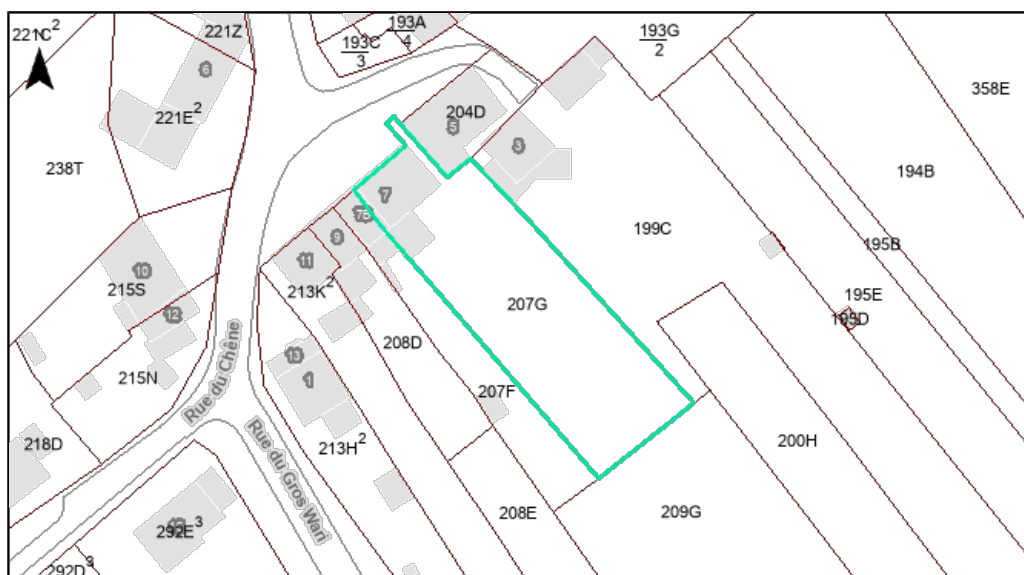 221C²
221Z
193A
4
193C
3
193G
2
6
358E
204D
5
221E²
3
238T
194B
7
7B
199C
9
195B
11
10
215S
213K²
195E
207G
195D
12
208D
13
1
215N
207F
Rue du Chêne
218D
213H²
200H
Rue du Gros Warī
208E
209G
292E³
292D³